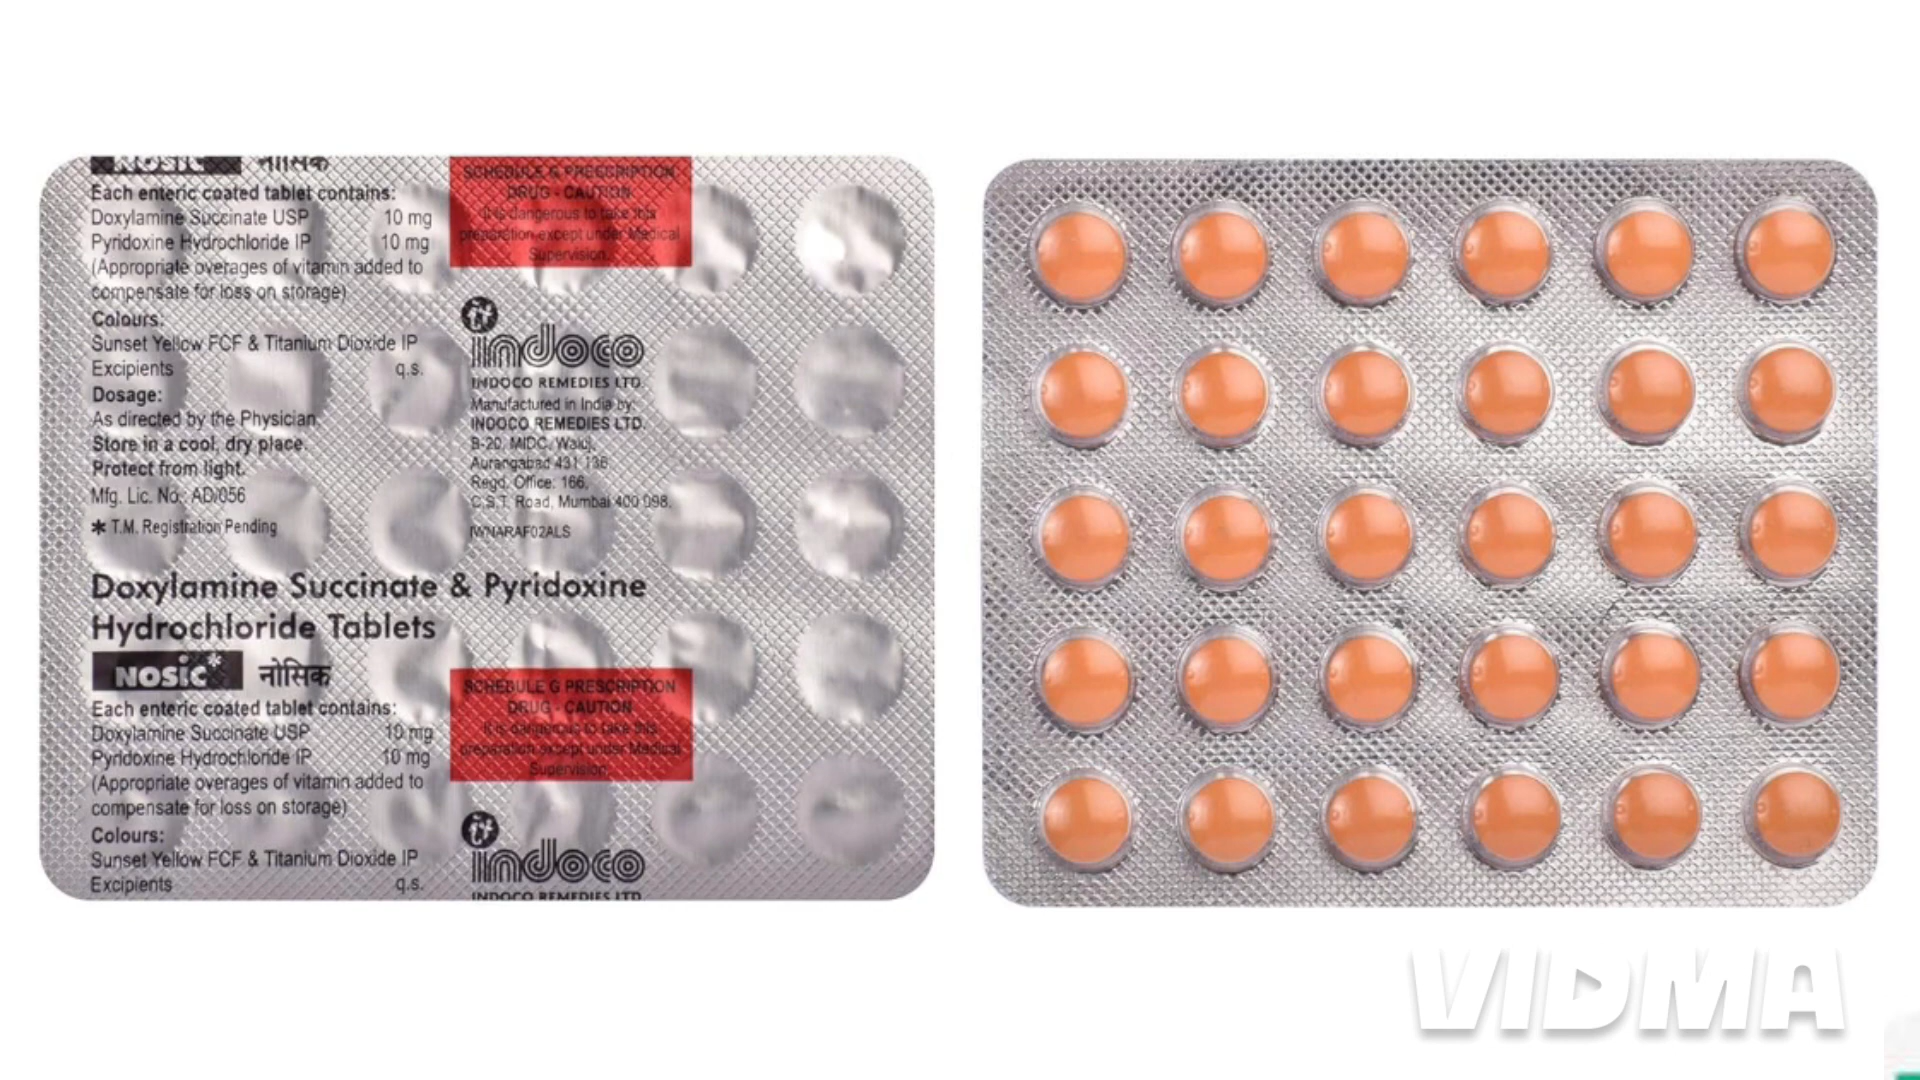 NOSIC नोसिक
Each enteric coated tablet contains:
Doxylamine Succinate USP 10 mg
Pyridoxine Hydrochloride IP 10 mg
(Appropriate overages of vitamin added to
compensate for loss on storage)
Colours:
Sunset Yellow FCF & Titanium Dioxide IP
Excipients q.s.
Dosage:
As directed by the Physician.
Store in a cool, dry place.
Protect from light.
Mfg. Lic. No.: AD/056
* T.M. Registration Pending
SCHEDULE G PRESCRIPTION
DRUG - CAUTION
It is dangerous to take this
preparation except under Medical
Supervision.
indoco
INDOCO REMEDIES LTD.
Manufactured in India by:
INDOCO REMEDIES LTD.
B-20, MIDC, Waluj,
Aurangabad 431 136.
Regd. Office: 166,
C.S.T. Road, Mumbai 400 098.
IWNARAF02ALS
Doxylamine Succinate & Pyridoxine
Hydrochloride Tablets
NOSIC* नोसिक
Each enteric coated tablet contains:
Doxylamine Succinate USP 10 mg
Pyridoxine Hydrochloride IP 10 mg
(Appropriate overages of vitamin added to
compensate for loss on storage)
Colours:
Sunset Yellow FCF & Titanium Dioxide IP
Excipients q.s.
SCHEDULE G PRESCRIPTION
DRUG - CAUTION
It is dangerous to take this
preparation except under Medical
Supervision.
indoco
INDOCO REMEDIES LTD.
VIDMA